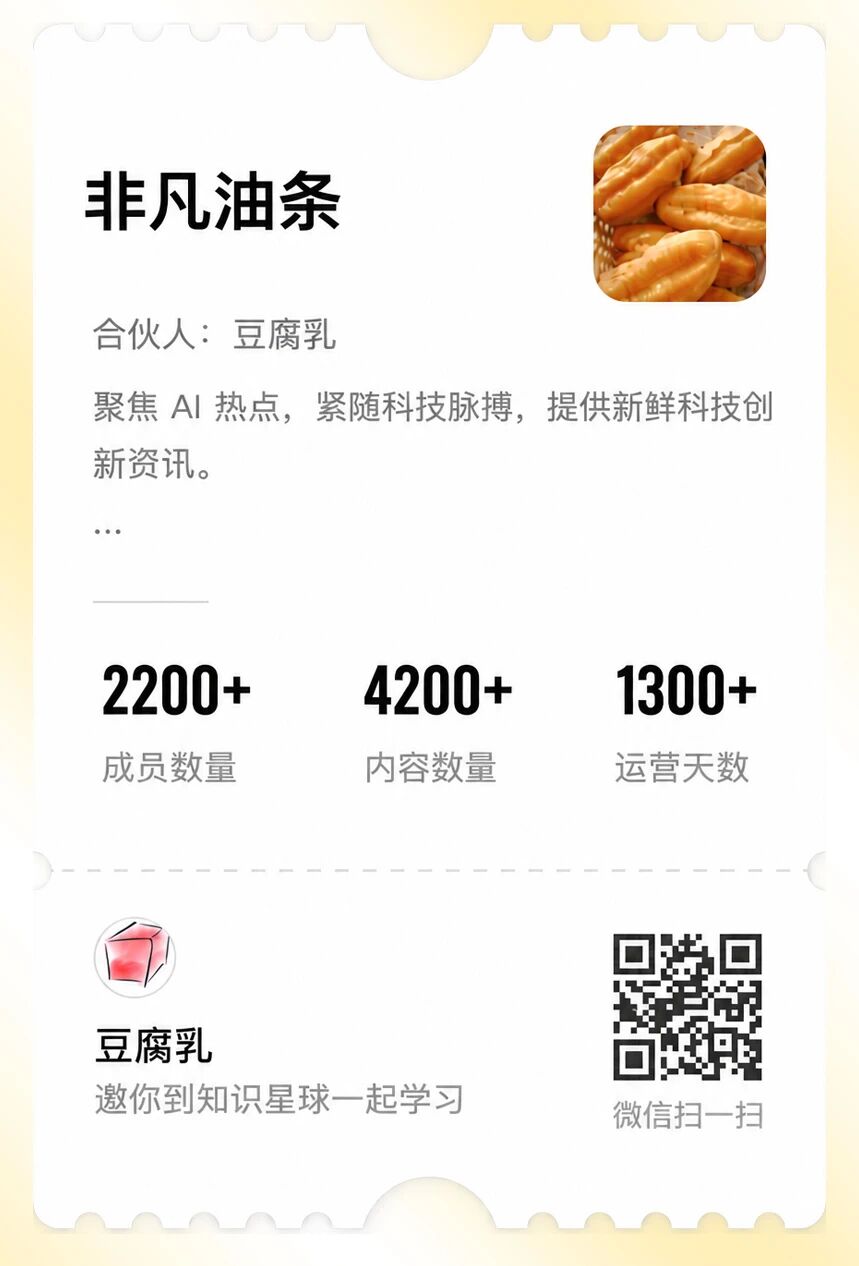 非凡油条
合伙人：豆腐乳
聚焦 AI 热点，紧随科技脉搏，提供新鲜科技创
新资讯。
...
2200+ 4200+ 1300+
成员数量 内容数量 运营天数
豆腐乳
邀你到知识星球一起学习
微信扫一扫